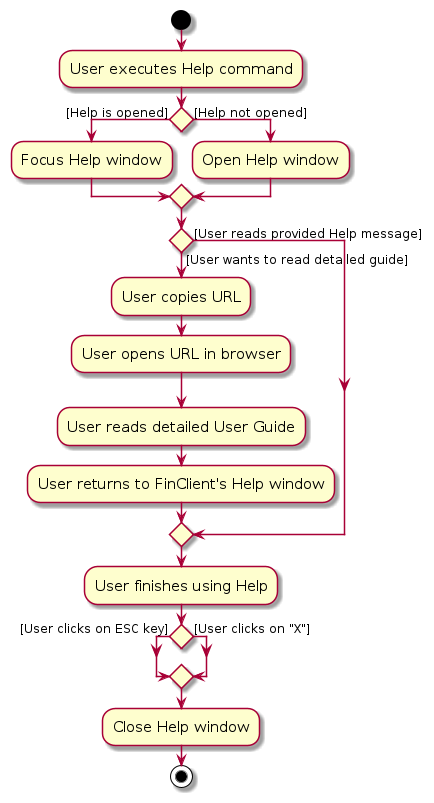 User executes Help command
[Help is opened]
[Help not opened]
Focus Help window
Open Help window
[User reads provided Help message]
[User wants to read detailed guide]
User copies URL
User opens URL in browser
User reads detailed User Guide
User returns to FinClient's Help window
User finishes using Help
[User clicks on ESC key]
[User clicks on "X"]
Close Help window